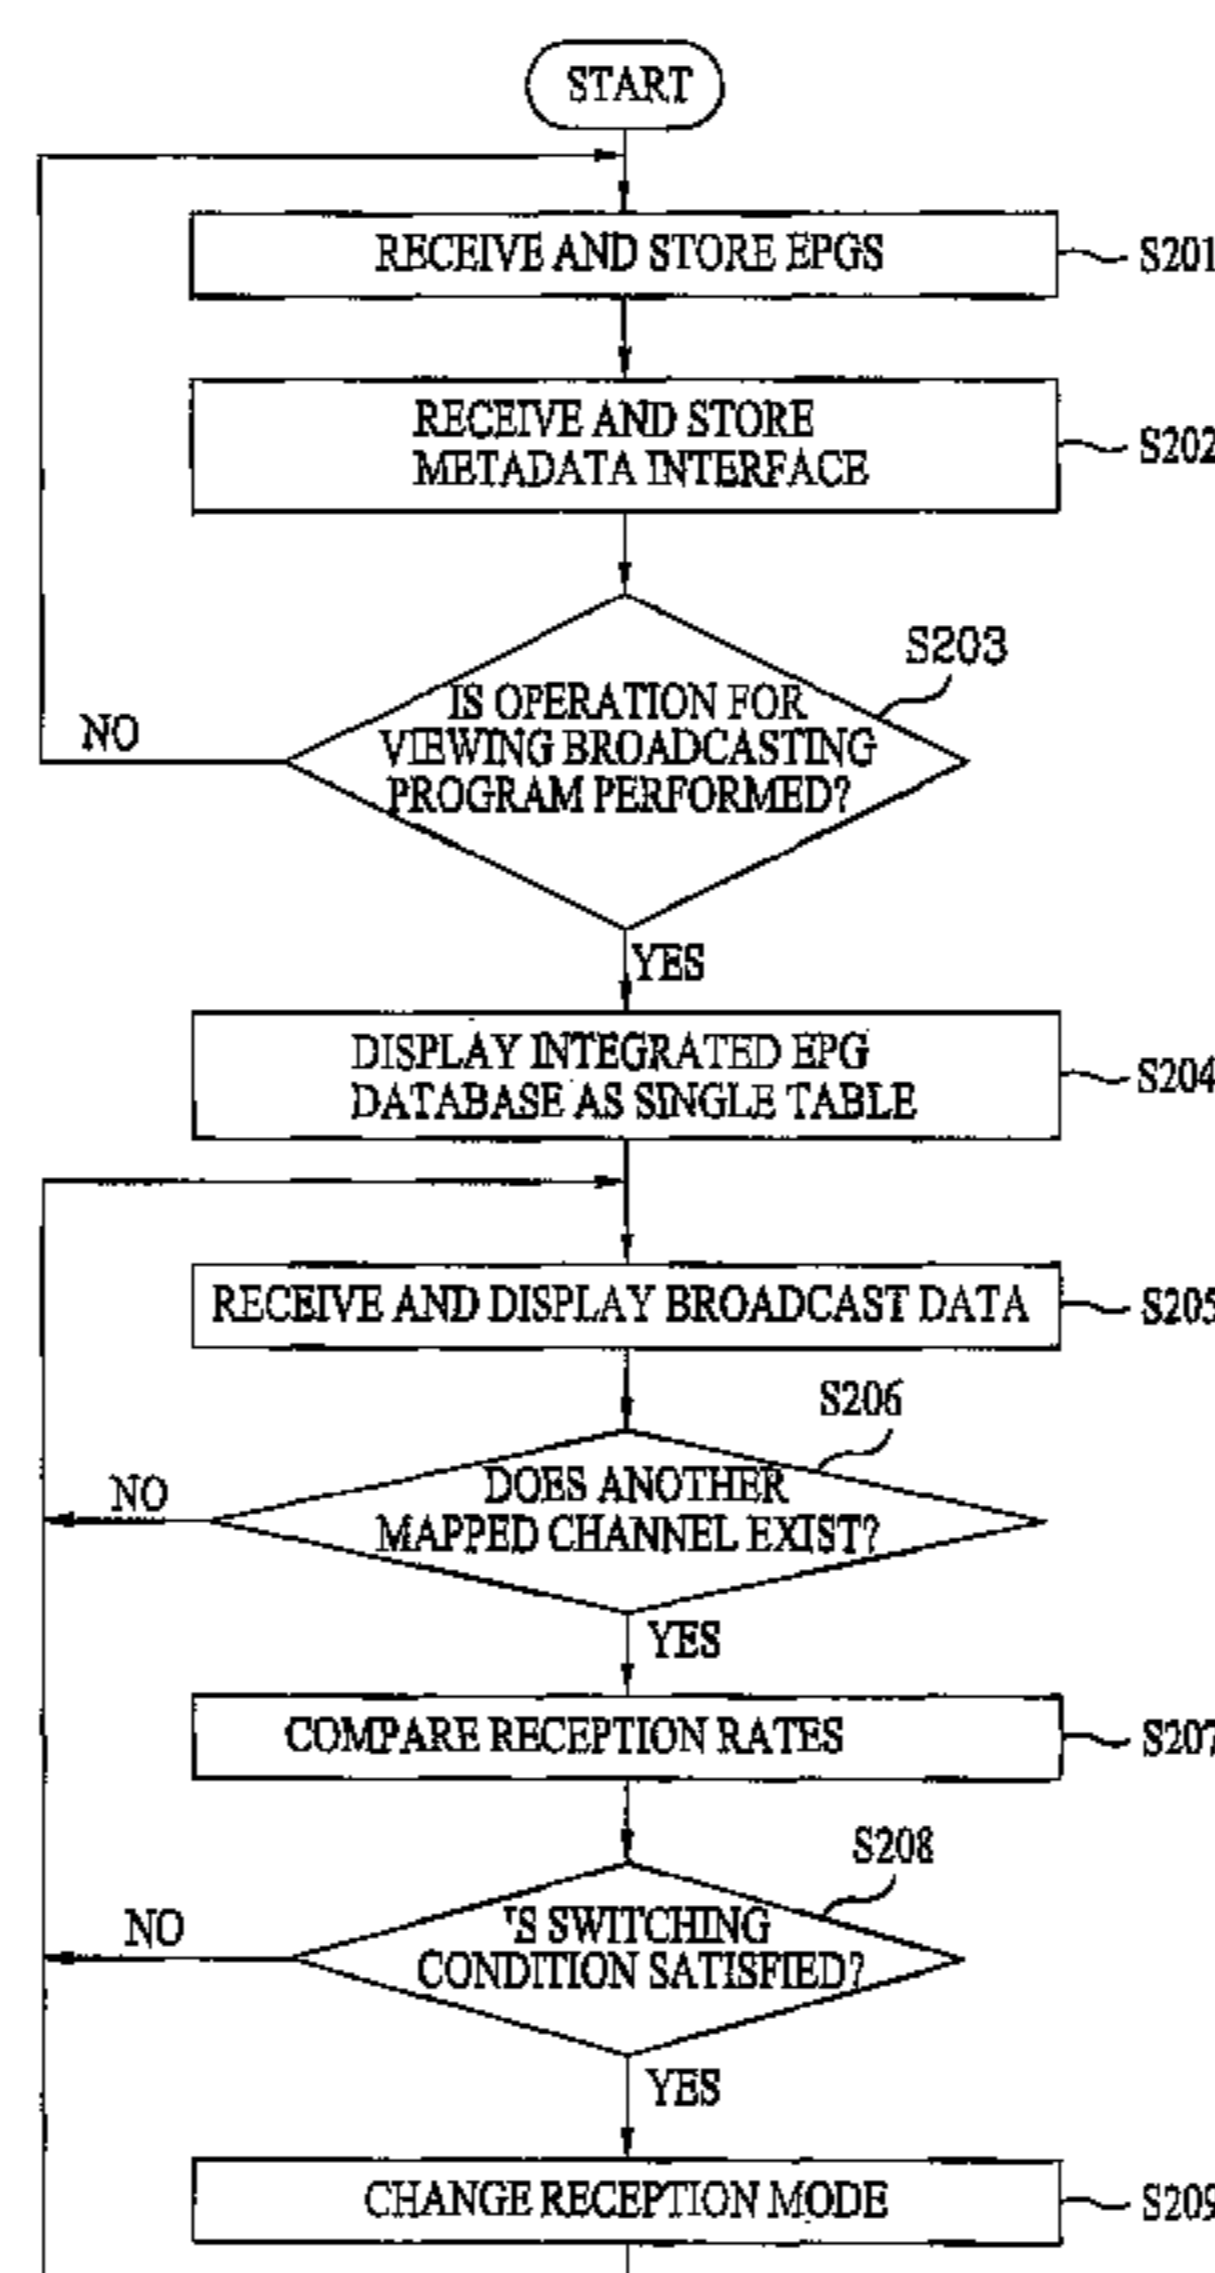 START
RECEIVE AND STORE EPGS
S201
RECEIVE AND STORE
METADATA INTERFACE
S202
S203
IS OPERATION FOR
VIEWING BROADCASTING
PROGRAM PERFORMED?
NO
YES
DISPLAY INTEGRATED EPG
DATABASE AS SINGLE TABLE
S204
RECEIVE AND DISPLAY BROADCAST DATA
S205
S206
DOES ANOTHER
MAPPED CHANNEL EXIST?
NO
YES
COMPARE RECEPTION RATES
S207
S208
'S SWITCHING
CONDITION SATISFIED?
NO
YES
CHANGE RECEPTION MODE
S209